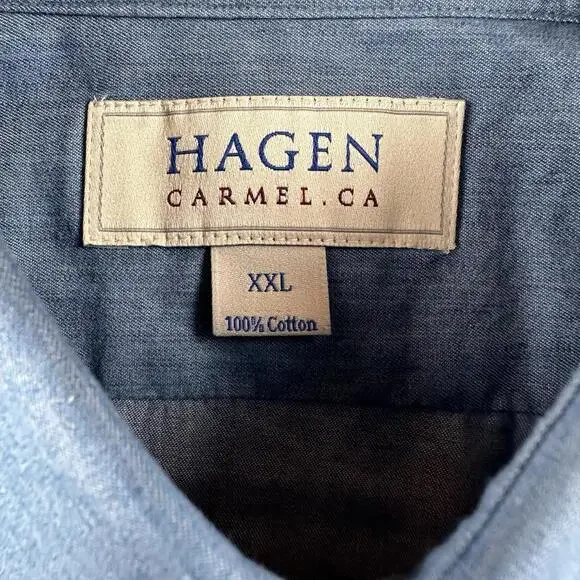 HAGEN
CARMEL.CA
XXL
100% Cotton